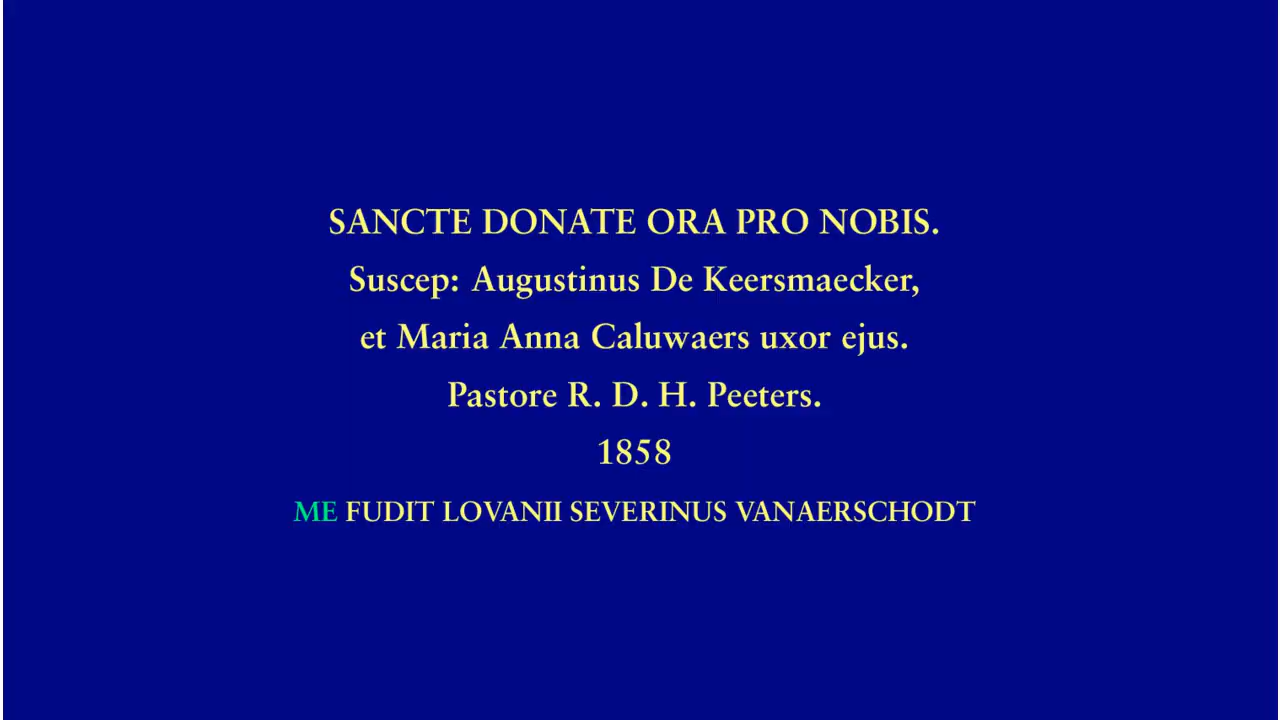 SANCTE DONATE ORA PRO NOBIS.
Suscep: Augustinus De Keersmaecker,
et Maria Anna Caluwaers uxor ejus.
Pastore R. D. H. Peeters.
1858
ME FUDIT LOVANII SEVERINUS VANAERSCHODT